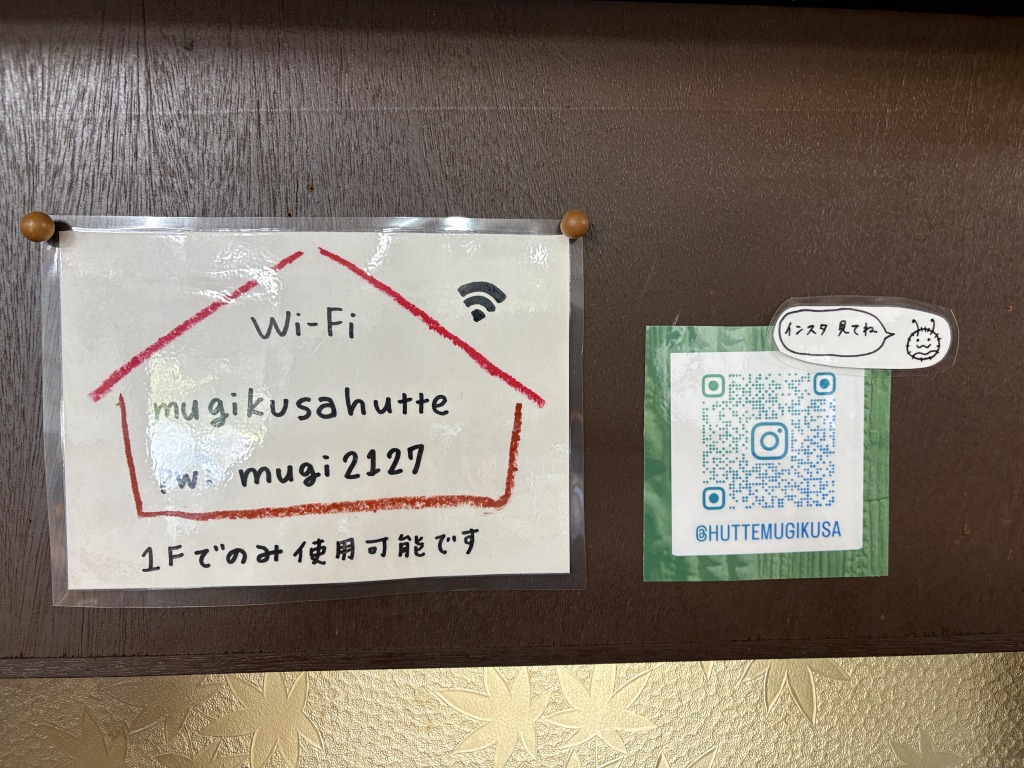 Wi-Fi
mugikusahutte
Pw. mugi2127
1Fでのみ使用可能です
インスタ 見てね
@HUTTEMUGIKUSA